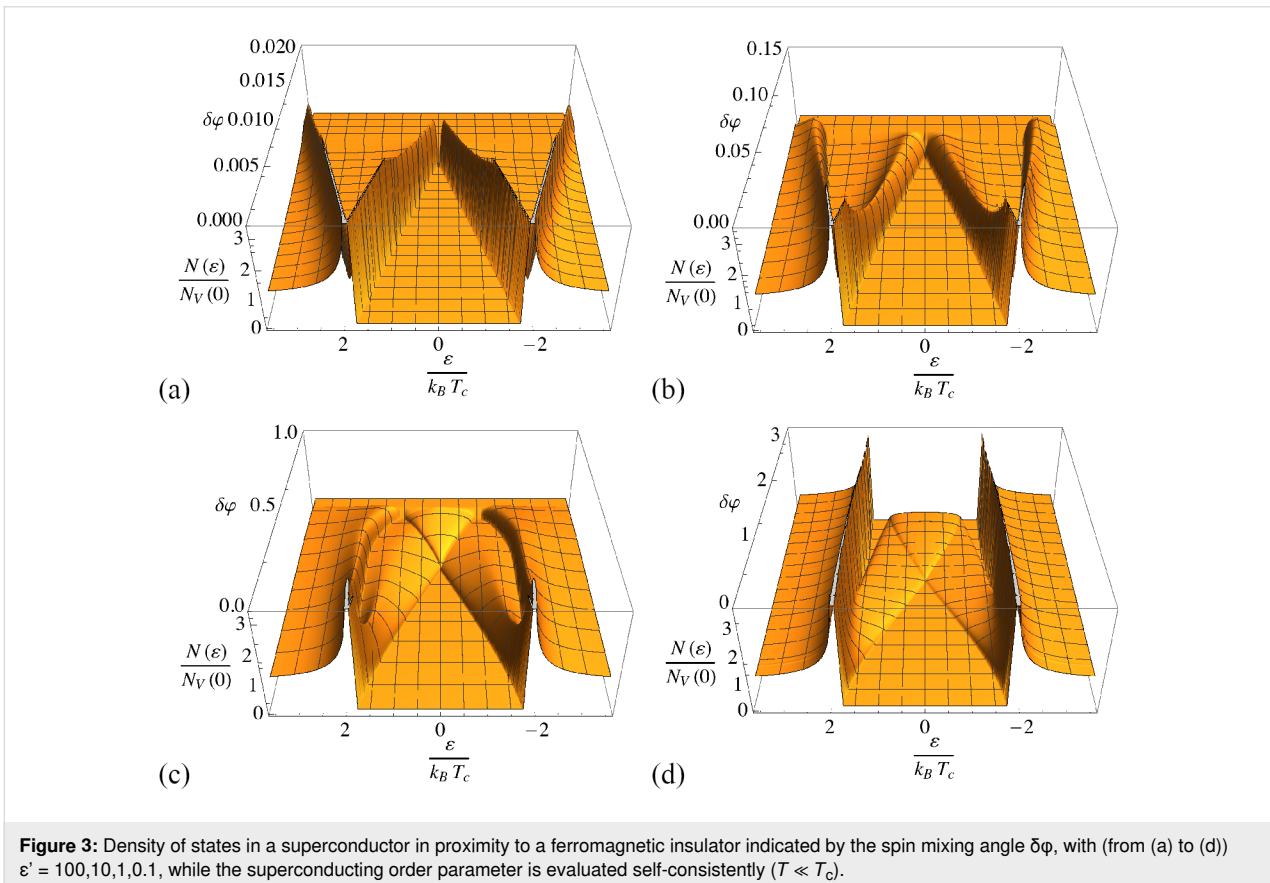 0.020
0.015
δφ 0.010
0.005
0.000
3
2
1
0
N(ε)
N_V(0)
2 0 −2
ε
k_B T_c
(a)
0.15
0.10
δφ
0.05
0.00
3
2
1
0
N(ε)
N_V(0)
2 0 −2
ε
k_B T_c
(b)
1.0
δφ 0.5
0.0
3
2
1
0
N(ε)
N_V(0)
2 0 −2
ε
k_B T_c
(c)
3
2
δφ
1
0
3
2
1
0
N(ε)
N_V(0)
2 0 −2
ε
k_B T_c
(d)
Figure 3: Density of states in a superconductor in proximity to a ferromagnetic insulator indicated by the spin mixing angle δφ, with (from (a) to (d))
ε' = 100,10,1,0.1, while the superconducting order parameter is evaluated self-consistently (T ≪ T_c).